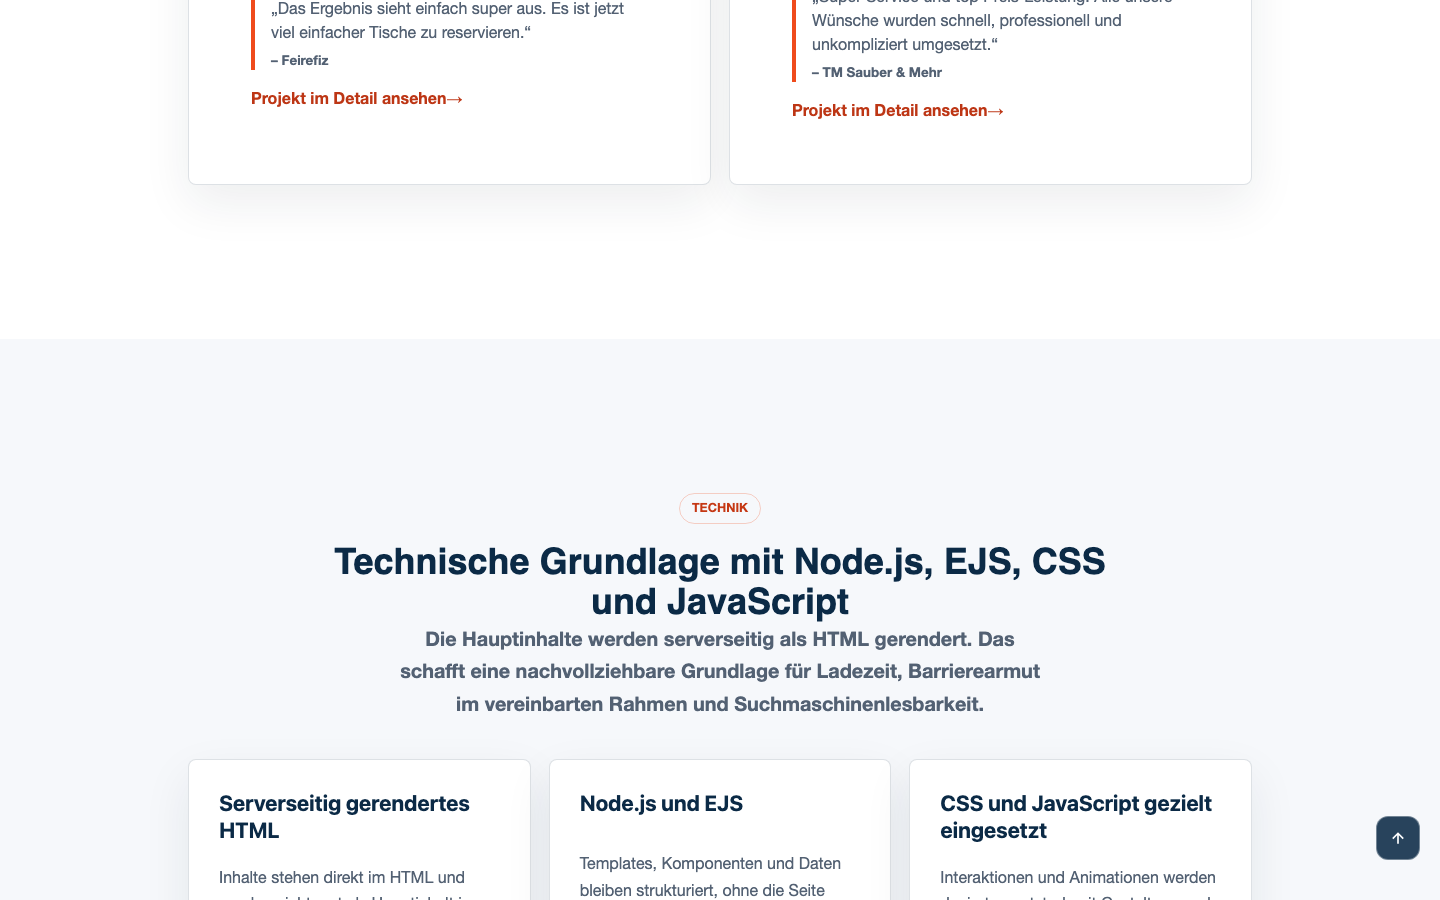 „Das Ergebnis sieht einfach super aus. Es ist jetzt
viel einfacher Tische zu reservieren.“
– Feirefiz
Projekt im Detail ansehen→
Wünsche wurden schnell, professionell und
unkompliziert umgesetzt.“
– TM Sauber & Mehr
Projekt im Detail ansehen→
TECHNIK
Technische Grundlage mit Node.js, EJS, CSS
und JavaScript
Die Hauptinhalte werden serverseitig als HTML gerendert. Das
schafft eine nachvollziehbare Grundlage für Ladezeit, Barrierearmut
im vereinbarten Rahmen und Suchmaschinenlesbarkeit.
Serverseitig gerendertes
HTML
Inhalte stehen direkt im HTML und
Node.js und EJS
Templates, Komponenten und Daten
bleiben strukturiert, ohne die Seite
CSS und JavaScript gezielt
eingesetzt
Interaktionen und Animationen werden